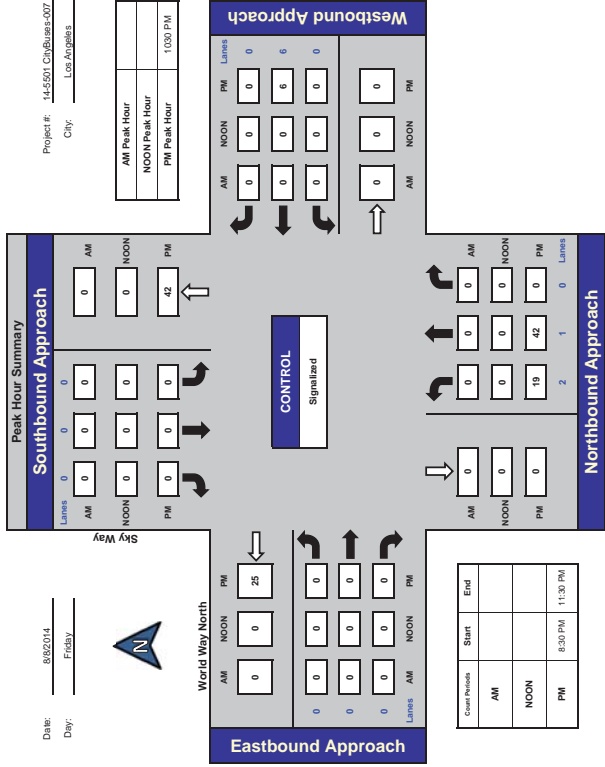 Project #: 14-5501 CityBuses-007
City: Los Angeles
Date: 8/8/2014
Day: Friday
N
AM Peak Hour
NOON Peak Hour
PM Peak Hour 1030 PM
Peak Hour Summary
Southbound Approach
Lanes 0 0 0
AM 0 0 0 0 AM
NOON 0 0 0 0 NOON
PM 0 0 0 42 PM
Sky Way
World Way North
Westbound Approach
AM NOON PM Lanes
0 0 0 0
0 0 6 6
0 0 0 0
0 0 0
AM NOON PM
CONTROL
Signalized
AM NOON PM
0 0 25
0 0 0 0
0 0 0 0
0 0 0 0
Lanes AM NOON PM
Eastbound Approach
AM 0 0 0 0 AM
NOON 0 0 0 0 NOON
PM 0 19 42 0 PM
2 1 0 Lanes
Northbound Approach
Count Periods Start End
AM
NOON
PM 8:30 PM 11:30 PM